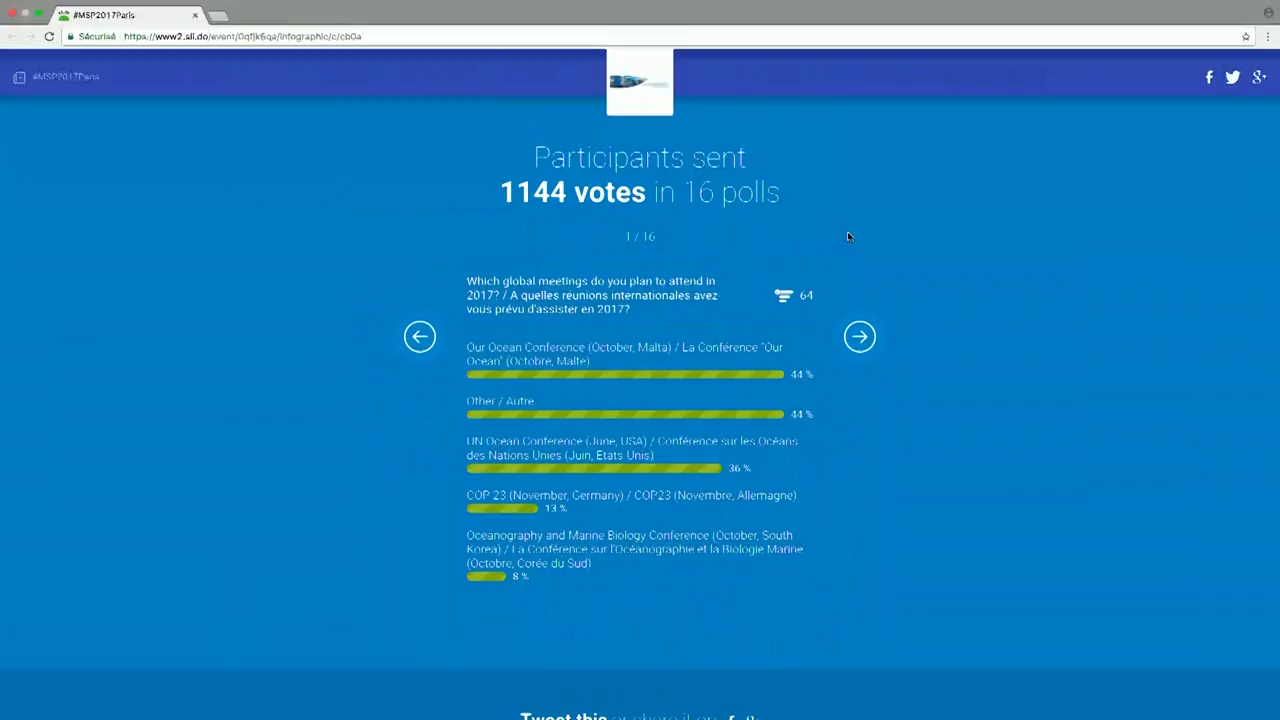 #MSP2017Paris
Sécurisé https://www2.sli.do/event/0qfjk6qa/infographic/c/cb0a
#MSP2017Paris
Participants sent
1144 votes in 16 polls
1 / 16
Which global meetings do you plan to attend in
2017? / A quelles réunions internationales avez
vous prévu d'assister en 2017?
64
Our Ocean Conference (October, Malta) / La Conférence "Our
Ocean" (Octobre, Malte)
44 %
Other / Autre
44 %
UN Ocean Conference (June, USA) / Conférence sur les Océans
des Nations Unies (Juin, Etats Unis)
36 %
COP 23 (November, Germany) / COP23 (Novembre, Allemagne)
13 %
Oceanography and Marine Biology Conference (October, South
Korea) / La Conférence sur l'Océanographie et la Biologie Marine
(Octobre, Corée du Sud)
8 %
Tweet this or share it on